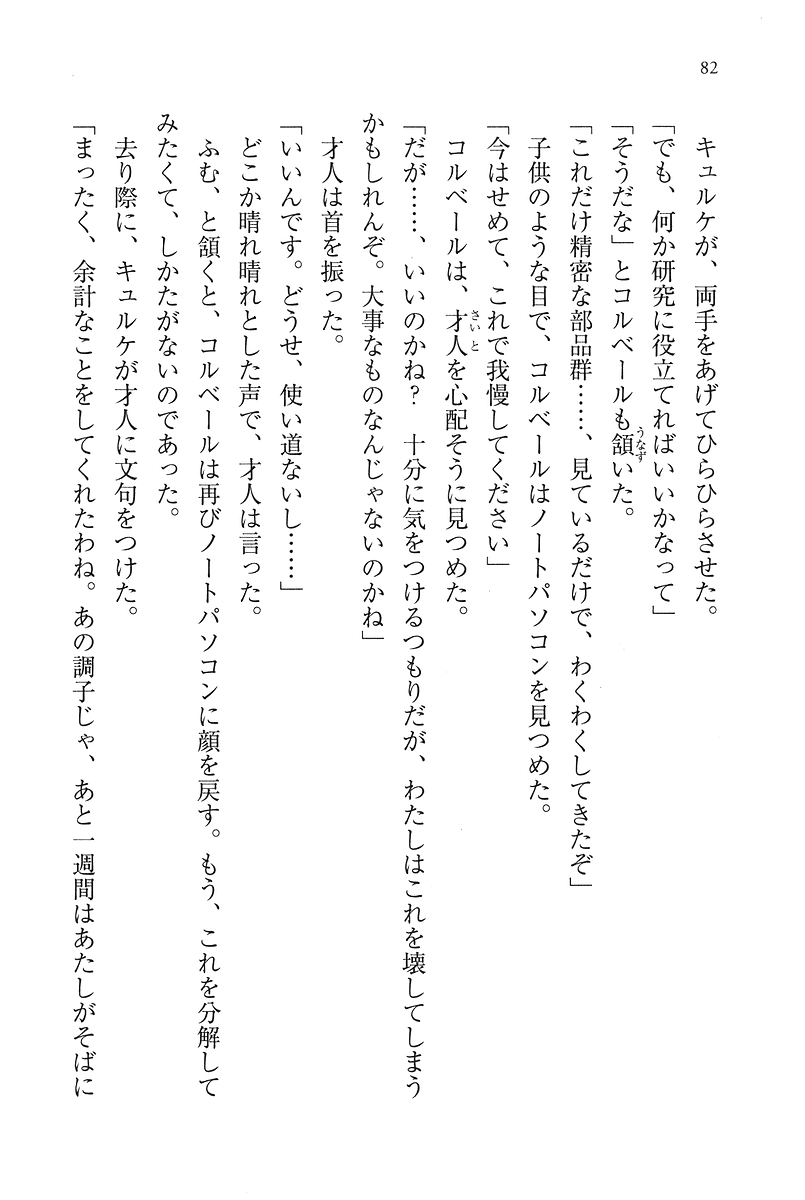 82
キュルケが、両手をあげてひらひらさせた。
「でも、何か研究に役立てればいいかなって」
「そうだな」とコルベールも頷いた。
「これだけ精密な部品群……、見ているだけで、わくわくしてきたぞ」
子供のような目で、コルベールはノートパソコンを見つめた。
「今はせめて、これで我慢してください」
コルベールは、才人を心配そうに見つめた。
「だが……、いいのかね？　十分に気をつけるつもりだが、わたしはこれを壊してしまう
かもしれんぞ。大事なものなんじゃないのかね」
才人は首を振った。
「いいんです。どうせ、使い道ないし……」
どこか晴れ晴れとした声で、才人は言った。
ふむ、と頷くと、コルベールは再びノートパソコンに顔を戻す。もう、これを分解して
みたくて、しかたがないのであった。
去り際に、キュルケが才人に文句をつけた。
「まったく、余計なことをしてくれたわね。あの調子じゃ、あと一週間はあたしがそばに